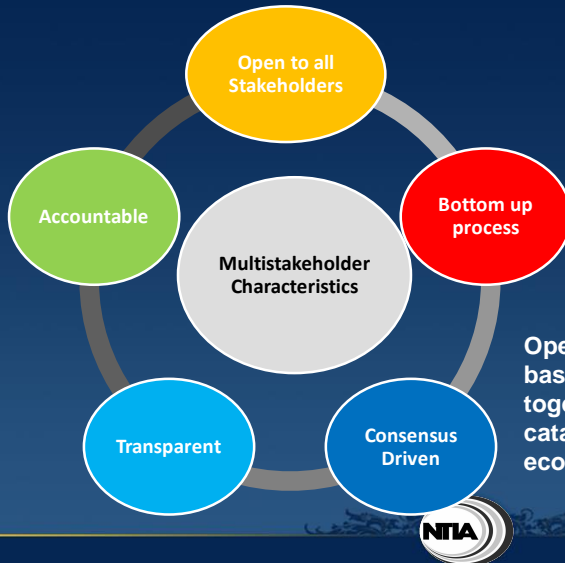 Open to all
Stakeholders
Accountable
Bottom up
process
Multistakeholder
Characteristics
Transparent
Consensus
Driven
NTIA